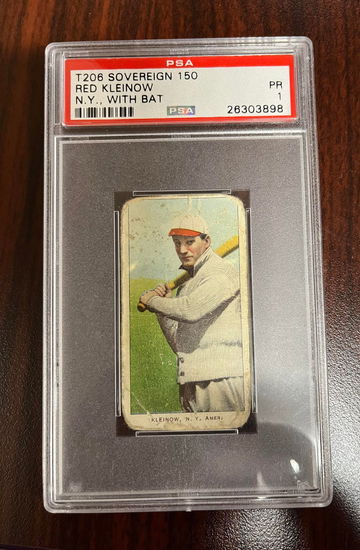 PSA
T206 SOVEREIGN 150
RED KLEINOW PR
N.Y., WITH BAT 1
PSA 26303898
KLEINOW, N. Y. AMER.